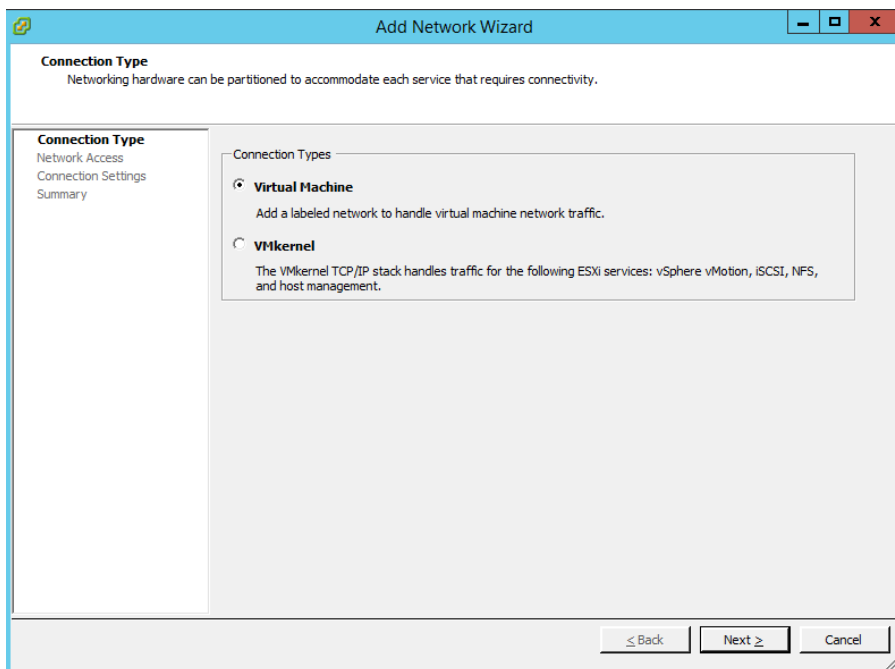 Add Network Wizard
Connection Type
Networking hardware can be partitioned to accommodate each service that requires connectivity.
Connection Type
Network Access
Connection Settings
Summary
Connection Types
Virtual Machine
Add a labeled network to handle virtual machine network traffic.
VMkernel
The VMkernel TCP/IP stack handles traffic for the following ESXi services: vSphere vMotion, iSCSI, NFS,
and host management.
< Back
Next >
Cancel